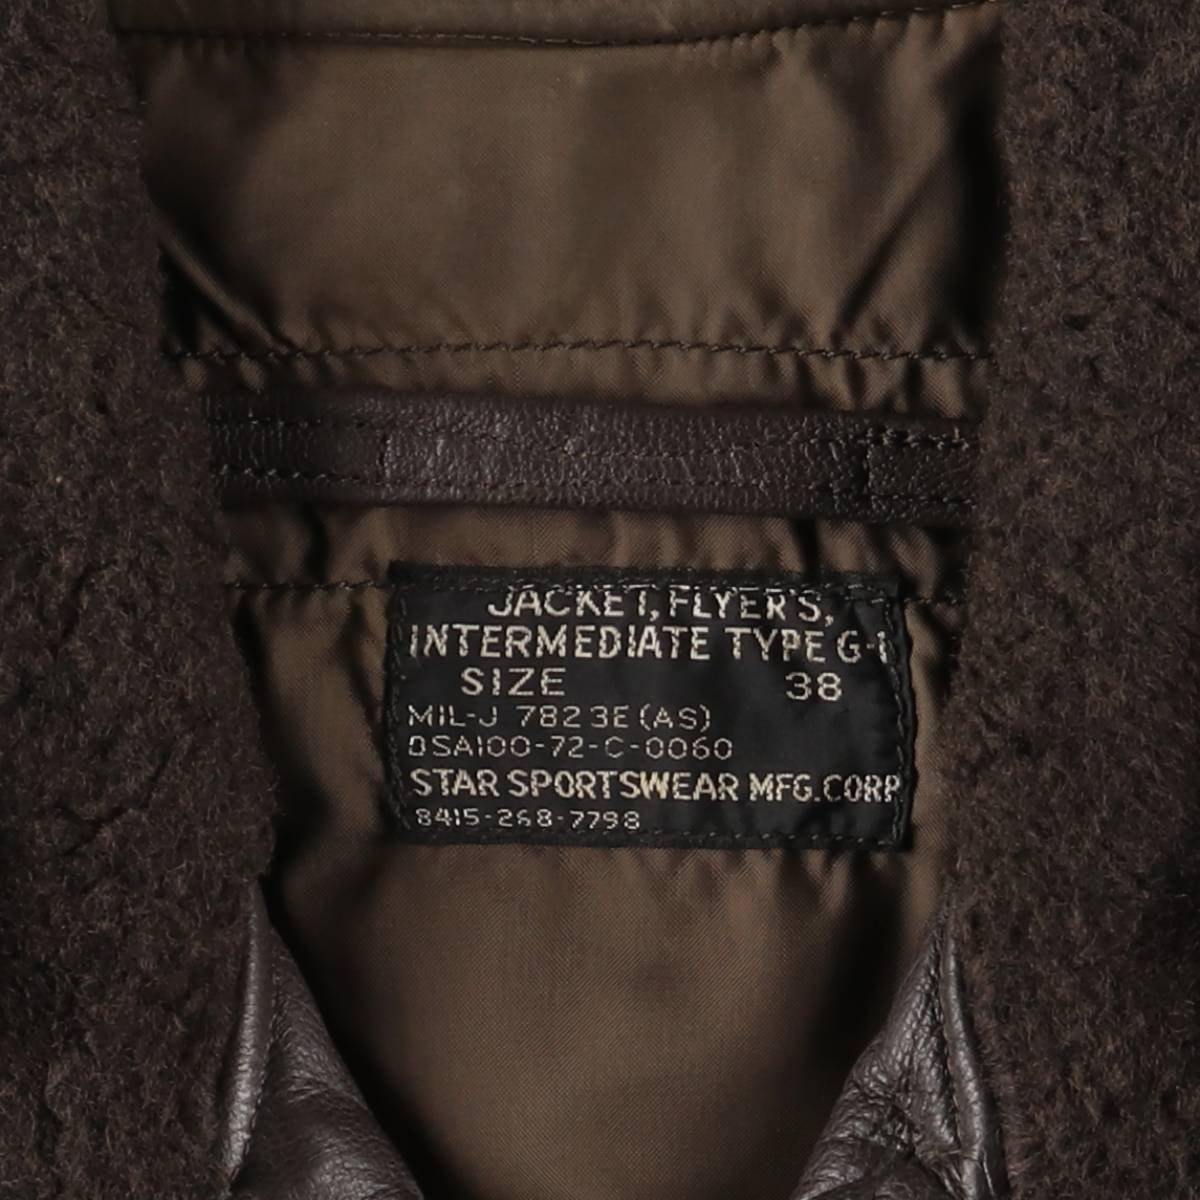 JACKET, FLYER'S,
INTERMEDIATE TYPE G-1
SIZE 38
MIL-J 7823E (AS)
DSA100-72-C-0060
STAR SPORTSWEAR MFG. CORP
8415-268-7798